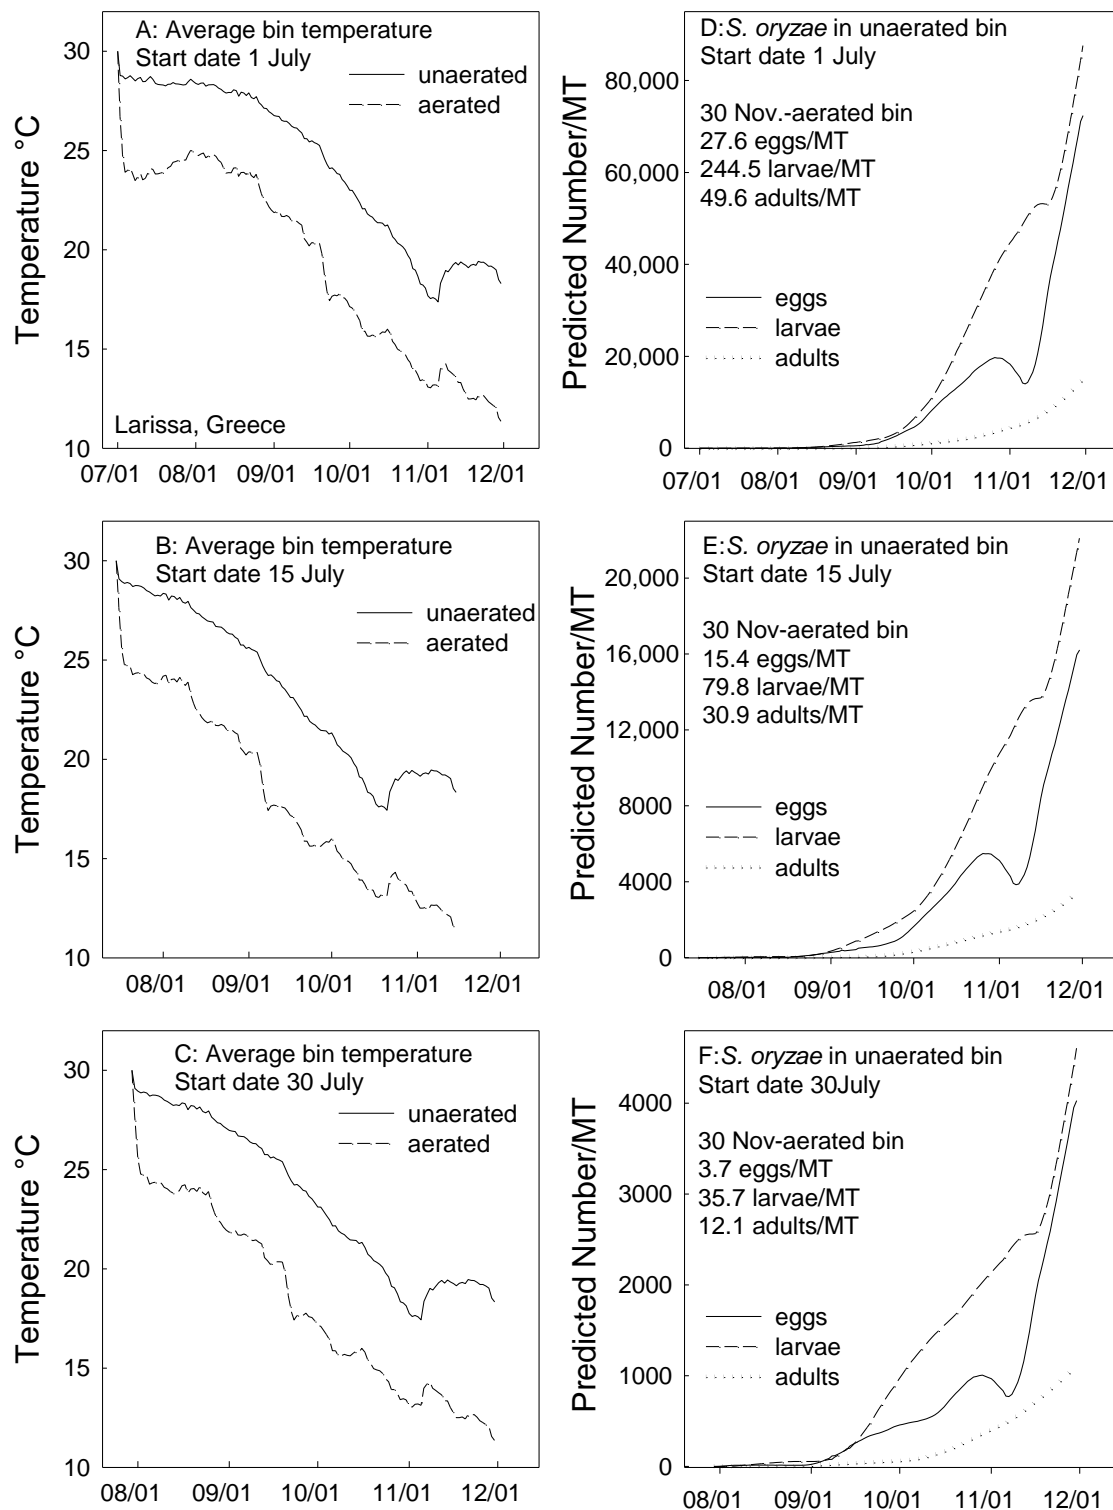 A: Average bin temperature
Start date 1 July
unaerated
aerated
Temperature °C
30
25
20
15
10
Larissa, Greece
07/01 08/01 09/01 10/01 11/01 12/01
D:S. oryzae in unaerated bin
Start date 1 July
30 Nov.-aerated bin
27.6 eggs/MT
244.5 larvae/MT
49.6 adults/MT
eggs
larvae
adults
Predicted Number/MT
80,000
60,000
40,000
20,000
0
07/01 08/01 09/01 10/01 11/01 12/01
B: Average bin temperature
Start date 15 July
unaerated
aerated
Temperature °C
30
25
20
15
10
08/01 09/01 10/01 11/01 12/01
E:S. oryzae in unaerated bin
Start date 15 July
30 Nov-aerated bin
15.4 eggs/MT
79.8 larvae/MT
30.9 adults/MT
eggs
larvae
adults
Predicted Number/MT
20,000
16,000
12,000
8000
4000
0
08/01 09/01 10/01 11/01 12/01
C: Average bin temperature
Start date 30 July
unaerated
aerated
Temperature °C
30
25
20
15
10
08/01 09/01 10/01 11/01 12/01
F:S. oryzae in unaerated bin
Start date 30July
30 Nov-aerated bin
3.7 eggs/MT
35.7 larvae/MT
12.1 adults/MT
eggs
larvae
adults
Predicted Number/MT
4000
3000
2000
1000
0
08/01 09/01 10/01 11/01 12/01